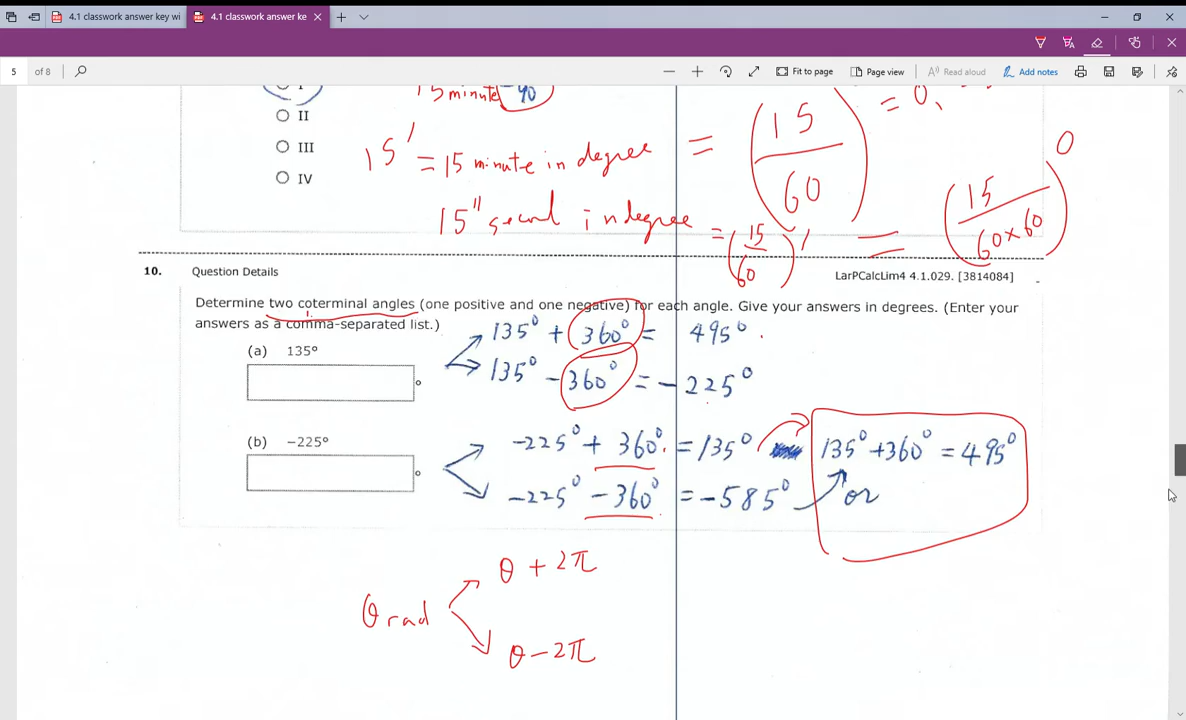 4.1 classwork answer key wi
4.1 classwork answer ke
5 of 8
Fit to page
Page view
Read aloud
Add notes
I
15 minute 90
= 0.
II
III
15' = 15 minute in degree = (15/60)
IV
15" second in degree = (15/60)' = (15/60×60)°
10. Question Details LarPCalcLim4 4.1.029. [3814084]
Determine two coterminal angles (one positive and one negative) for each angle. Give your answers in degrees. (Enter your
answers as a comma-separated list.)
135° + 360° = 495°.
(a) 135°
135° - 360° = -225°
°
(b) -225°
-225° + 360° = 135° 135° + 360° = 495°
°
-225° - 360° = -585° or
θ + 2π
θ rad
θ - 2π